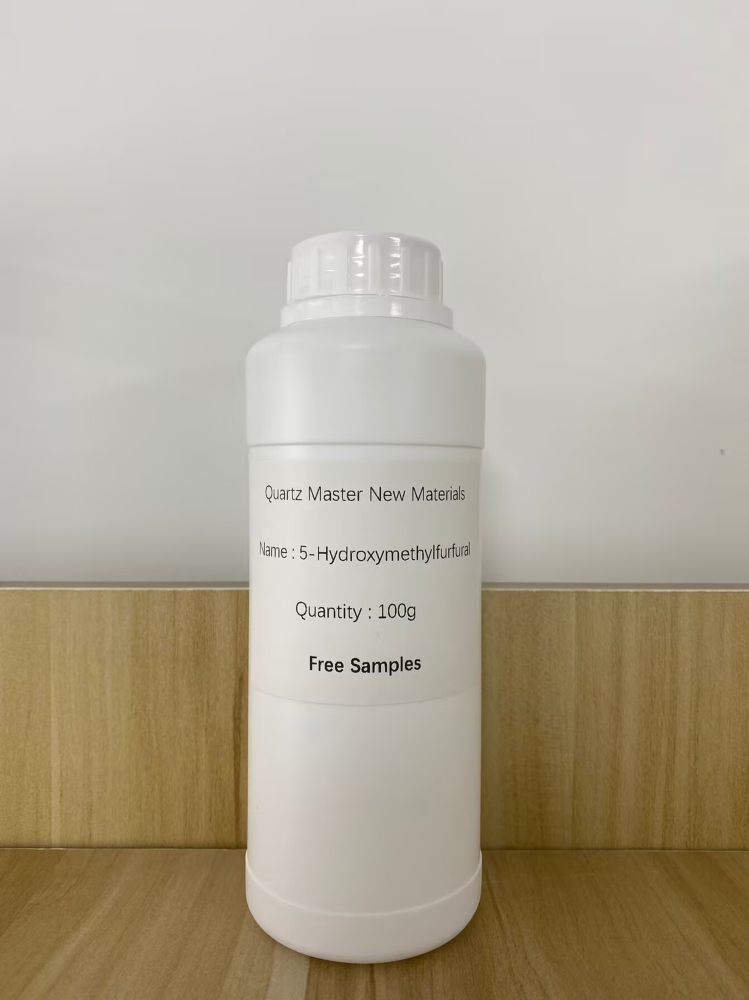 Quartz Master New Materials
Name : 5-Hydroxymethylfurfural
Quantity : 100g
Free Samples